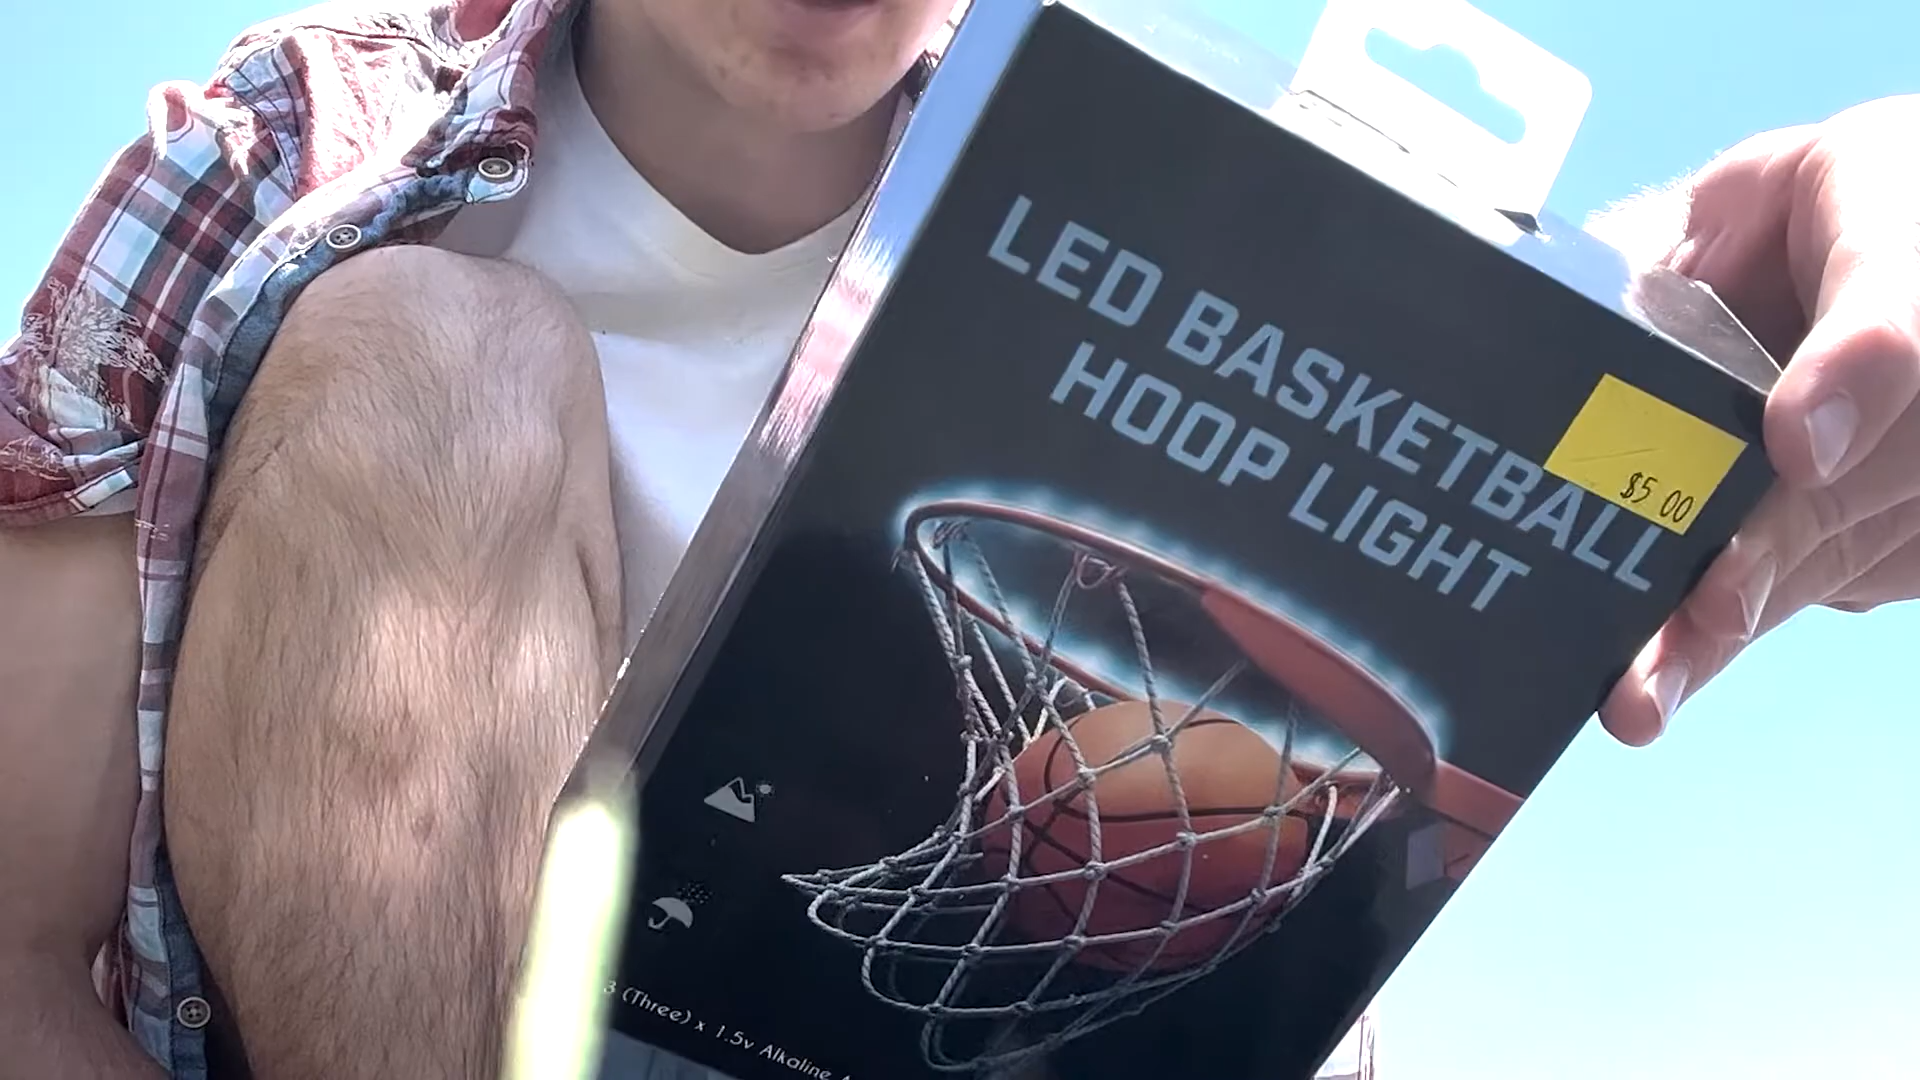 LED BASKETBALL
HOOP LIGHT
$5 00
3 (Three) x 1.5v Alkaline